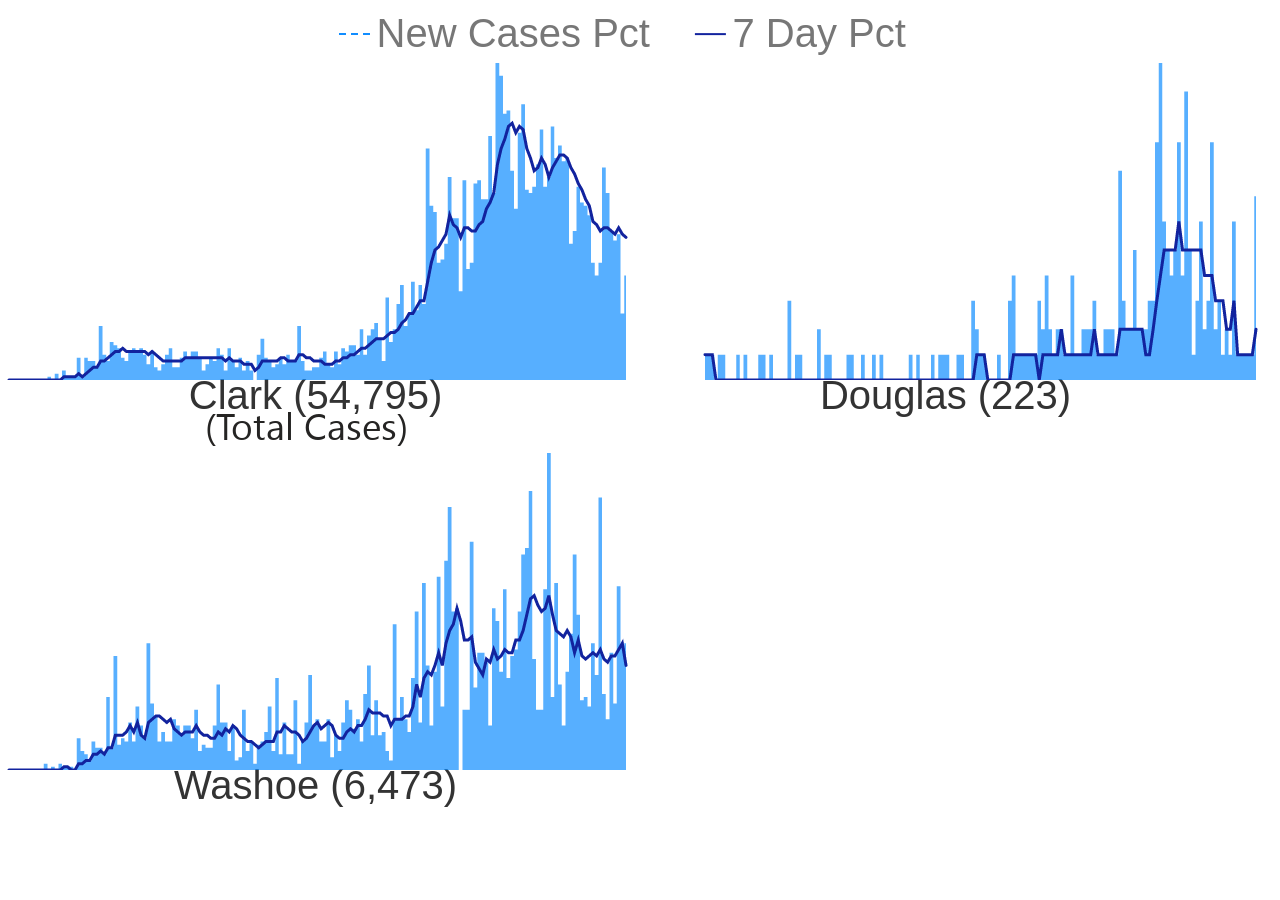 New Cases Pct 7 Day Pct
Clark (54,795) Douglas (223)
(Total Cases)
Washoe (6,473)